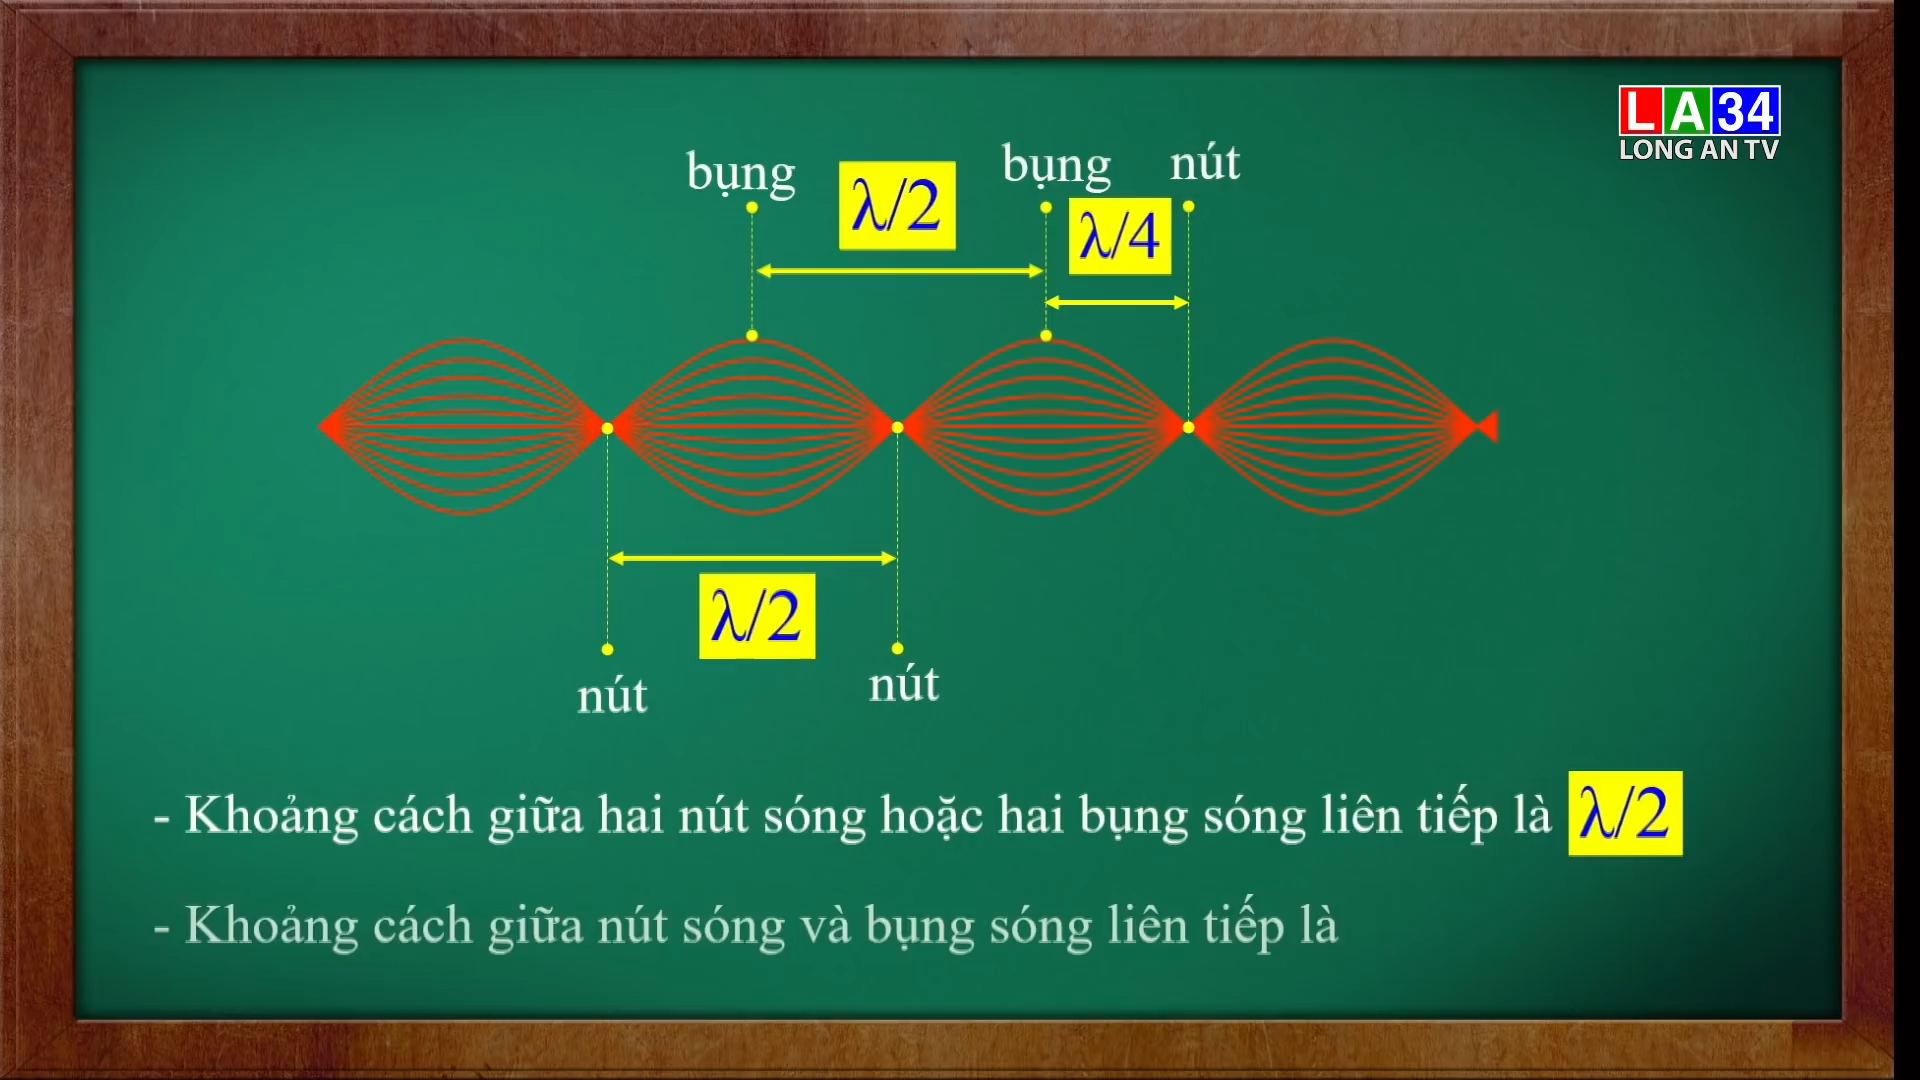 LA34
LONG AN TV
bụng
λ/2
bụng
nút
λ/4
λ/2
nút
nút
- Khoảng cách giữa hai nút sóng hoặc hai bụng sóng liên tiếp là λ/2
- Khoảng cách giữa nút sóng và bụng sóng liên tiếp là